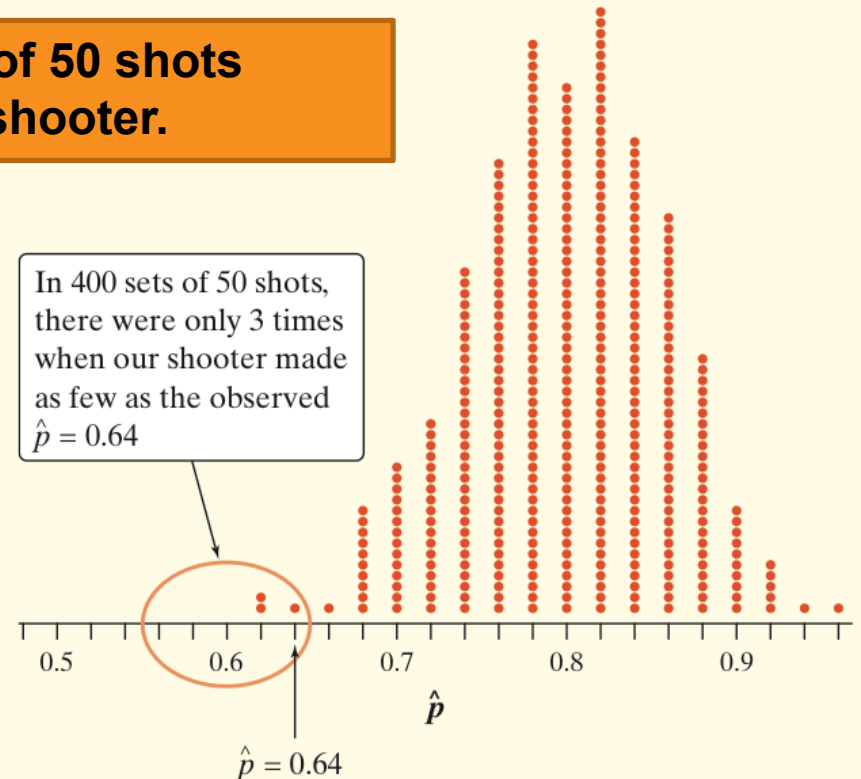 of 50 shots
shooter.
In 400 sets of 50 shots,
there were only 3 times
when our shooter made
as few as the observed
p̂ = 0.64
0.5 0.6 0.7 0.8 0.9
p̂
p̂ = 0.64